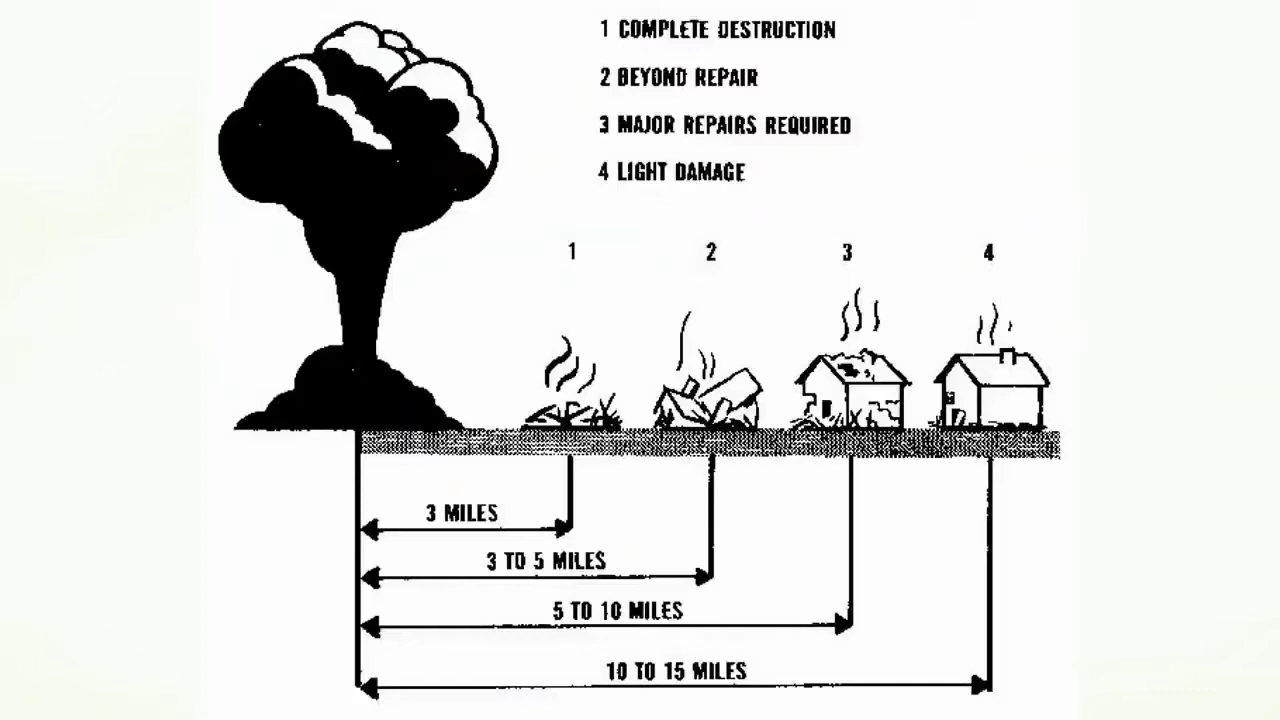 1 COMPLETE DESTRUCTION
2 BEYOND REPAIR
3 MAJOR REPAIRS REQUIRED
4 LIGHT DAMAGE
1 2 3 4
3 MILES
3 TO 5 MILES
5 TO 10 MILES
10 TO 15 MILES